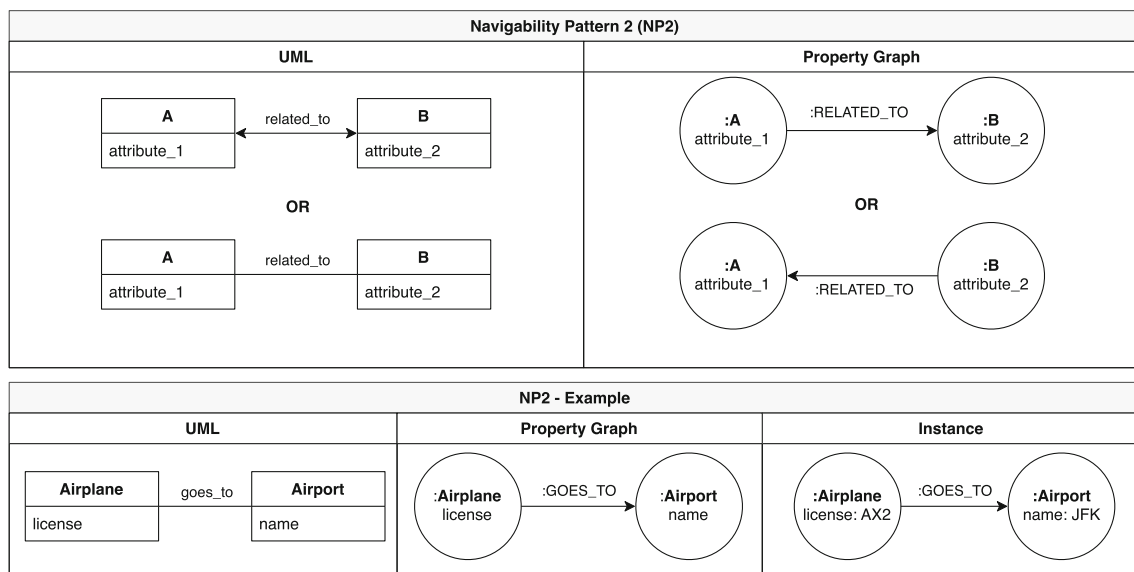 Navigability Pattern 2 (NP2)
UML
Property Graph
A
attribute_1
related_to
B
attribute_2
:A
attribute_1
:RELATED_TO
:B
attribute_2
OR
OR
A
attribute_1
related_to
B
attribute_2
:A
attribute_1
:RELATED_TO
:B
attribute_2
NP2 - Example
UML
Property Graph
Instance
Airplane
license
goes_to
Airport
name
:Airplane
license
:GOES_TO
:Airport
name
:Airplane
license: AX2
:GOES_TO
:Airport
name: JFK